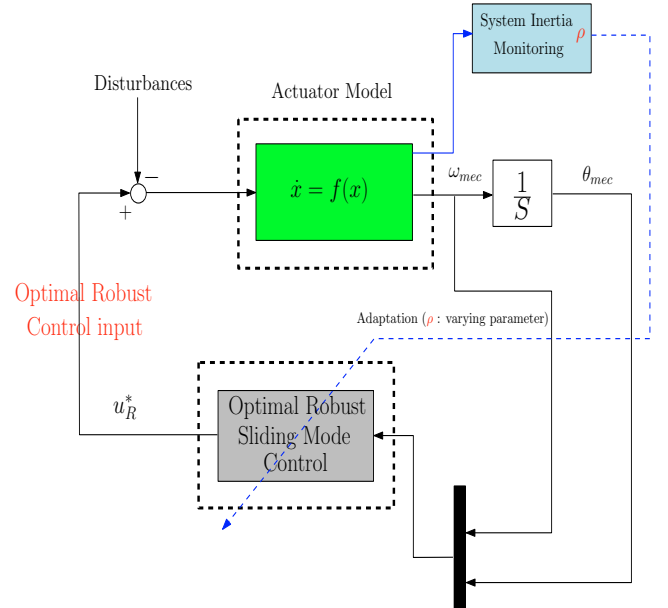 System Inertia
Monitoring ρ
Disturbances
Actuator Model
−
+
ẋ = f(x)
ω_mec
1
S
θ_mec
Optimal Robust
Control input
Adaptation (ρ : varying parameter)
u*_R
Optimal Robust
Sliding Mode
Control